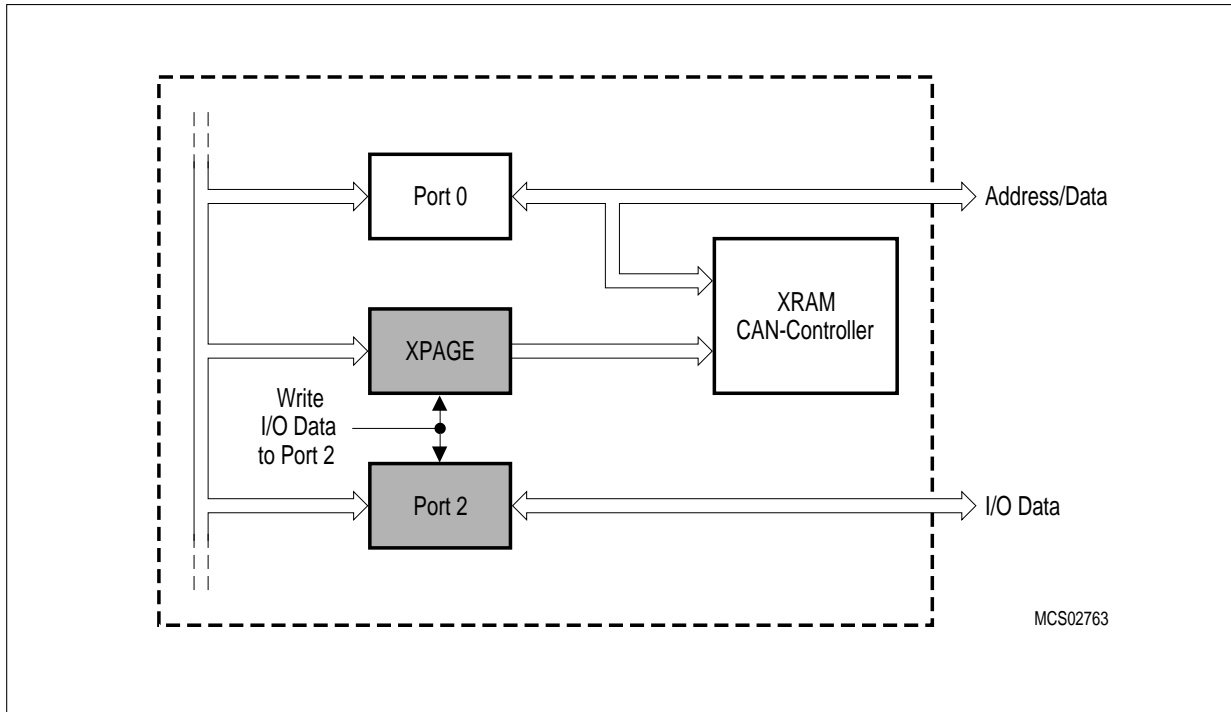 Port 0
Address/Data
XRAM
CAN-Controller
XPAGE
Write
I/O Data
to Port 2
Port 2
I/O Data
MCS02763